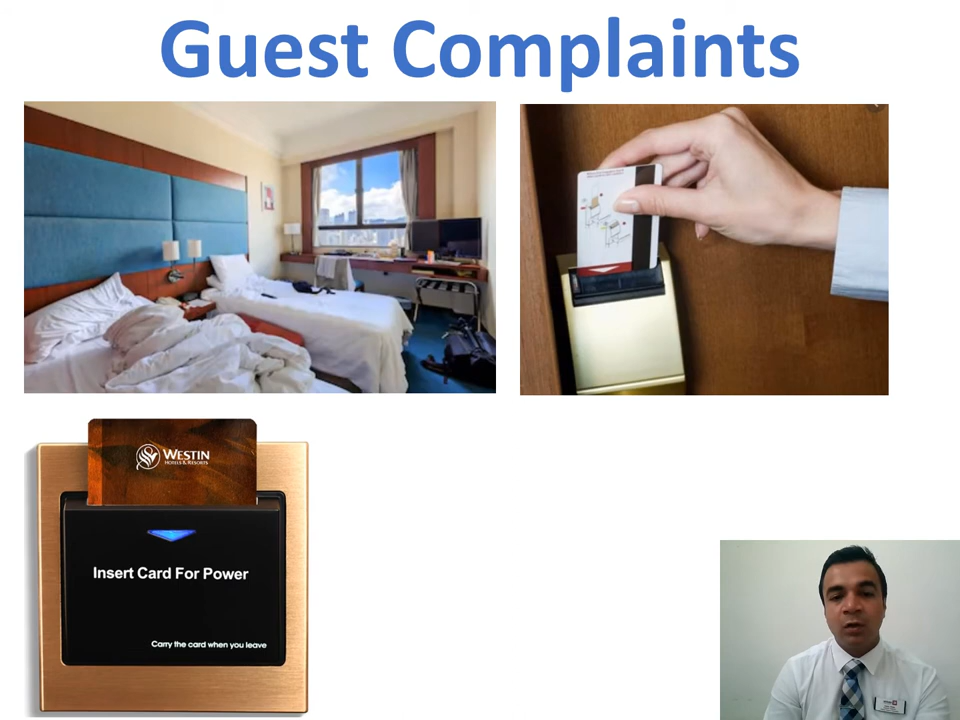 Guest Complaints
WESTIN
HOTELS & RESORTS
Insert Card For Power
Carry the card when you leave